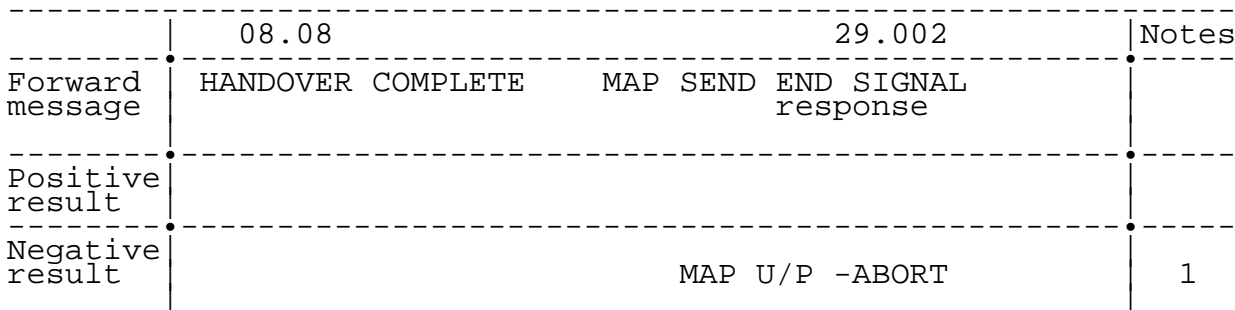 08.08 29.002 |Notes
Forward | HANDOVER COMPLETE MAP SEND END SIGNAL
message | response
Positive|
result |
Negative|
result | MAP U/P -ABORT | 1